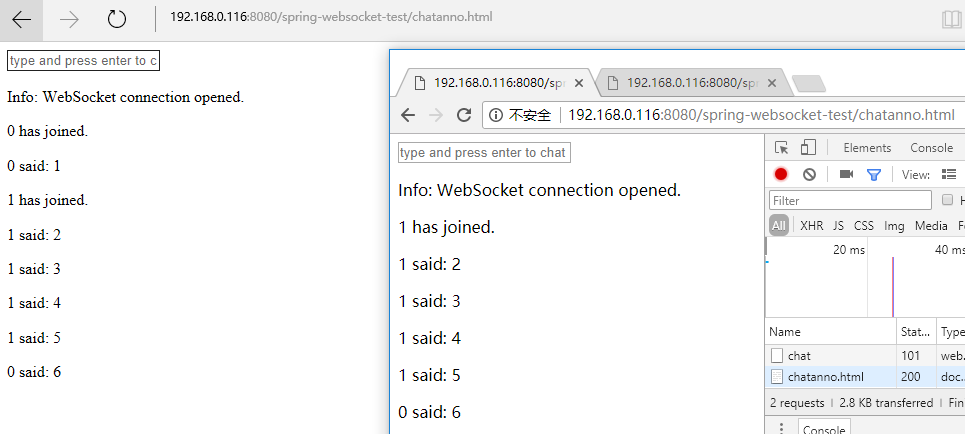 192.168.0.116:8080/spring-websocket-test/chatanno.html
type and press enter to c
Info: WebSocket connection opened.
0 has joined.
0 said: 1
1 has joined.
1 said: 2
1 said: 3
1 said: 4
1 said: 5
0 said: 6
192.168.0.116:8080/sp
192.168.0.116:8080/sp
不安全
192.168.0.116:8080/spring-websocket-test/chatanno.html
type and press enter to chat
Info: WebSocket connection opened.
1 has joined.
1 said: 2
1 said: 3
1 said: 4
1 said: 5
0 said: 6
Elements Console
View:
Filter
H
All XHR JS CSS Img Media Fo
20 ms 40 ms
Name Stat... Type
chat 101 web.
chatanno.html 200 doc..
2 requests | 2.8 KB transferred | Fin
Console